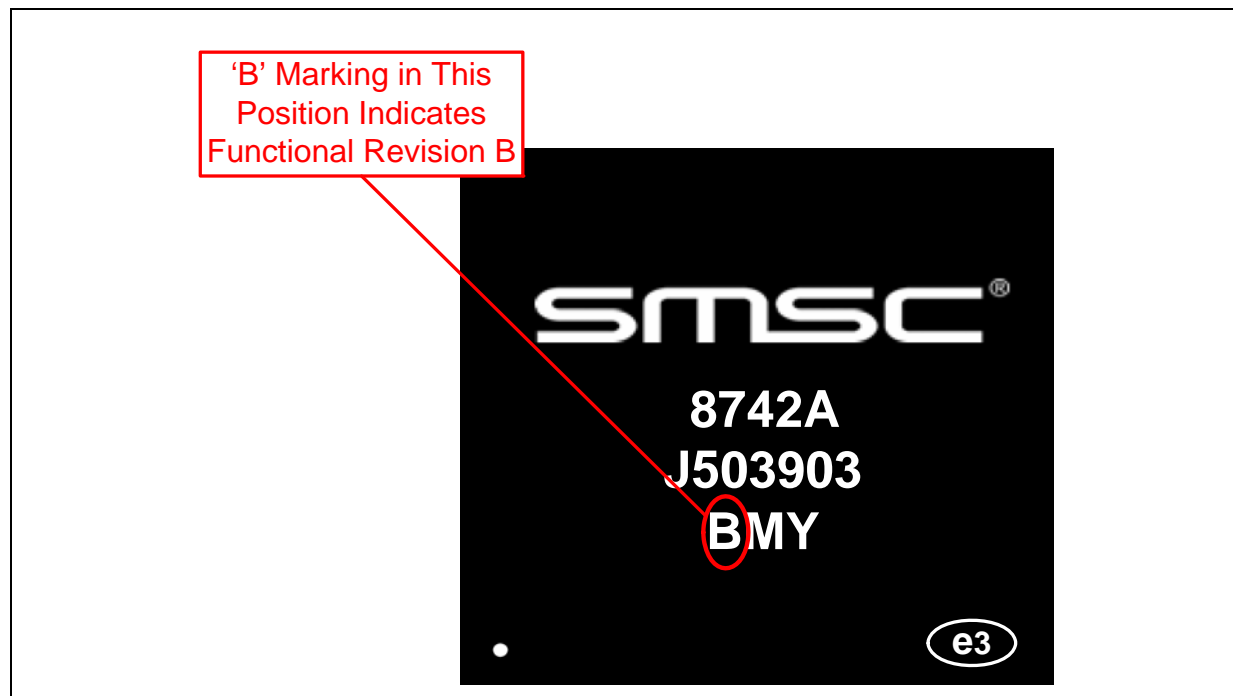 ‘B’ Marking in This
Position Indicates
Functional Revision B
SMSC®
8742A
J503903
BMY
e3